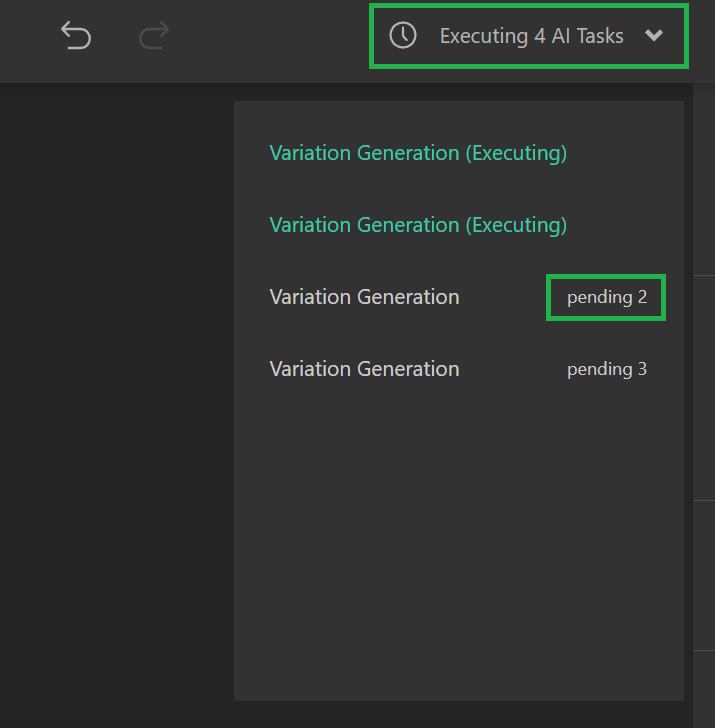 Executing 4 AI Tasks
Variation Generation (Executing)
Variation Generation (Executing)
Variation Generation pending 2
Variation Generation pending 3